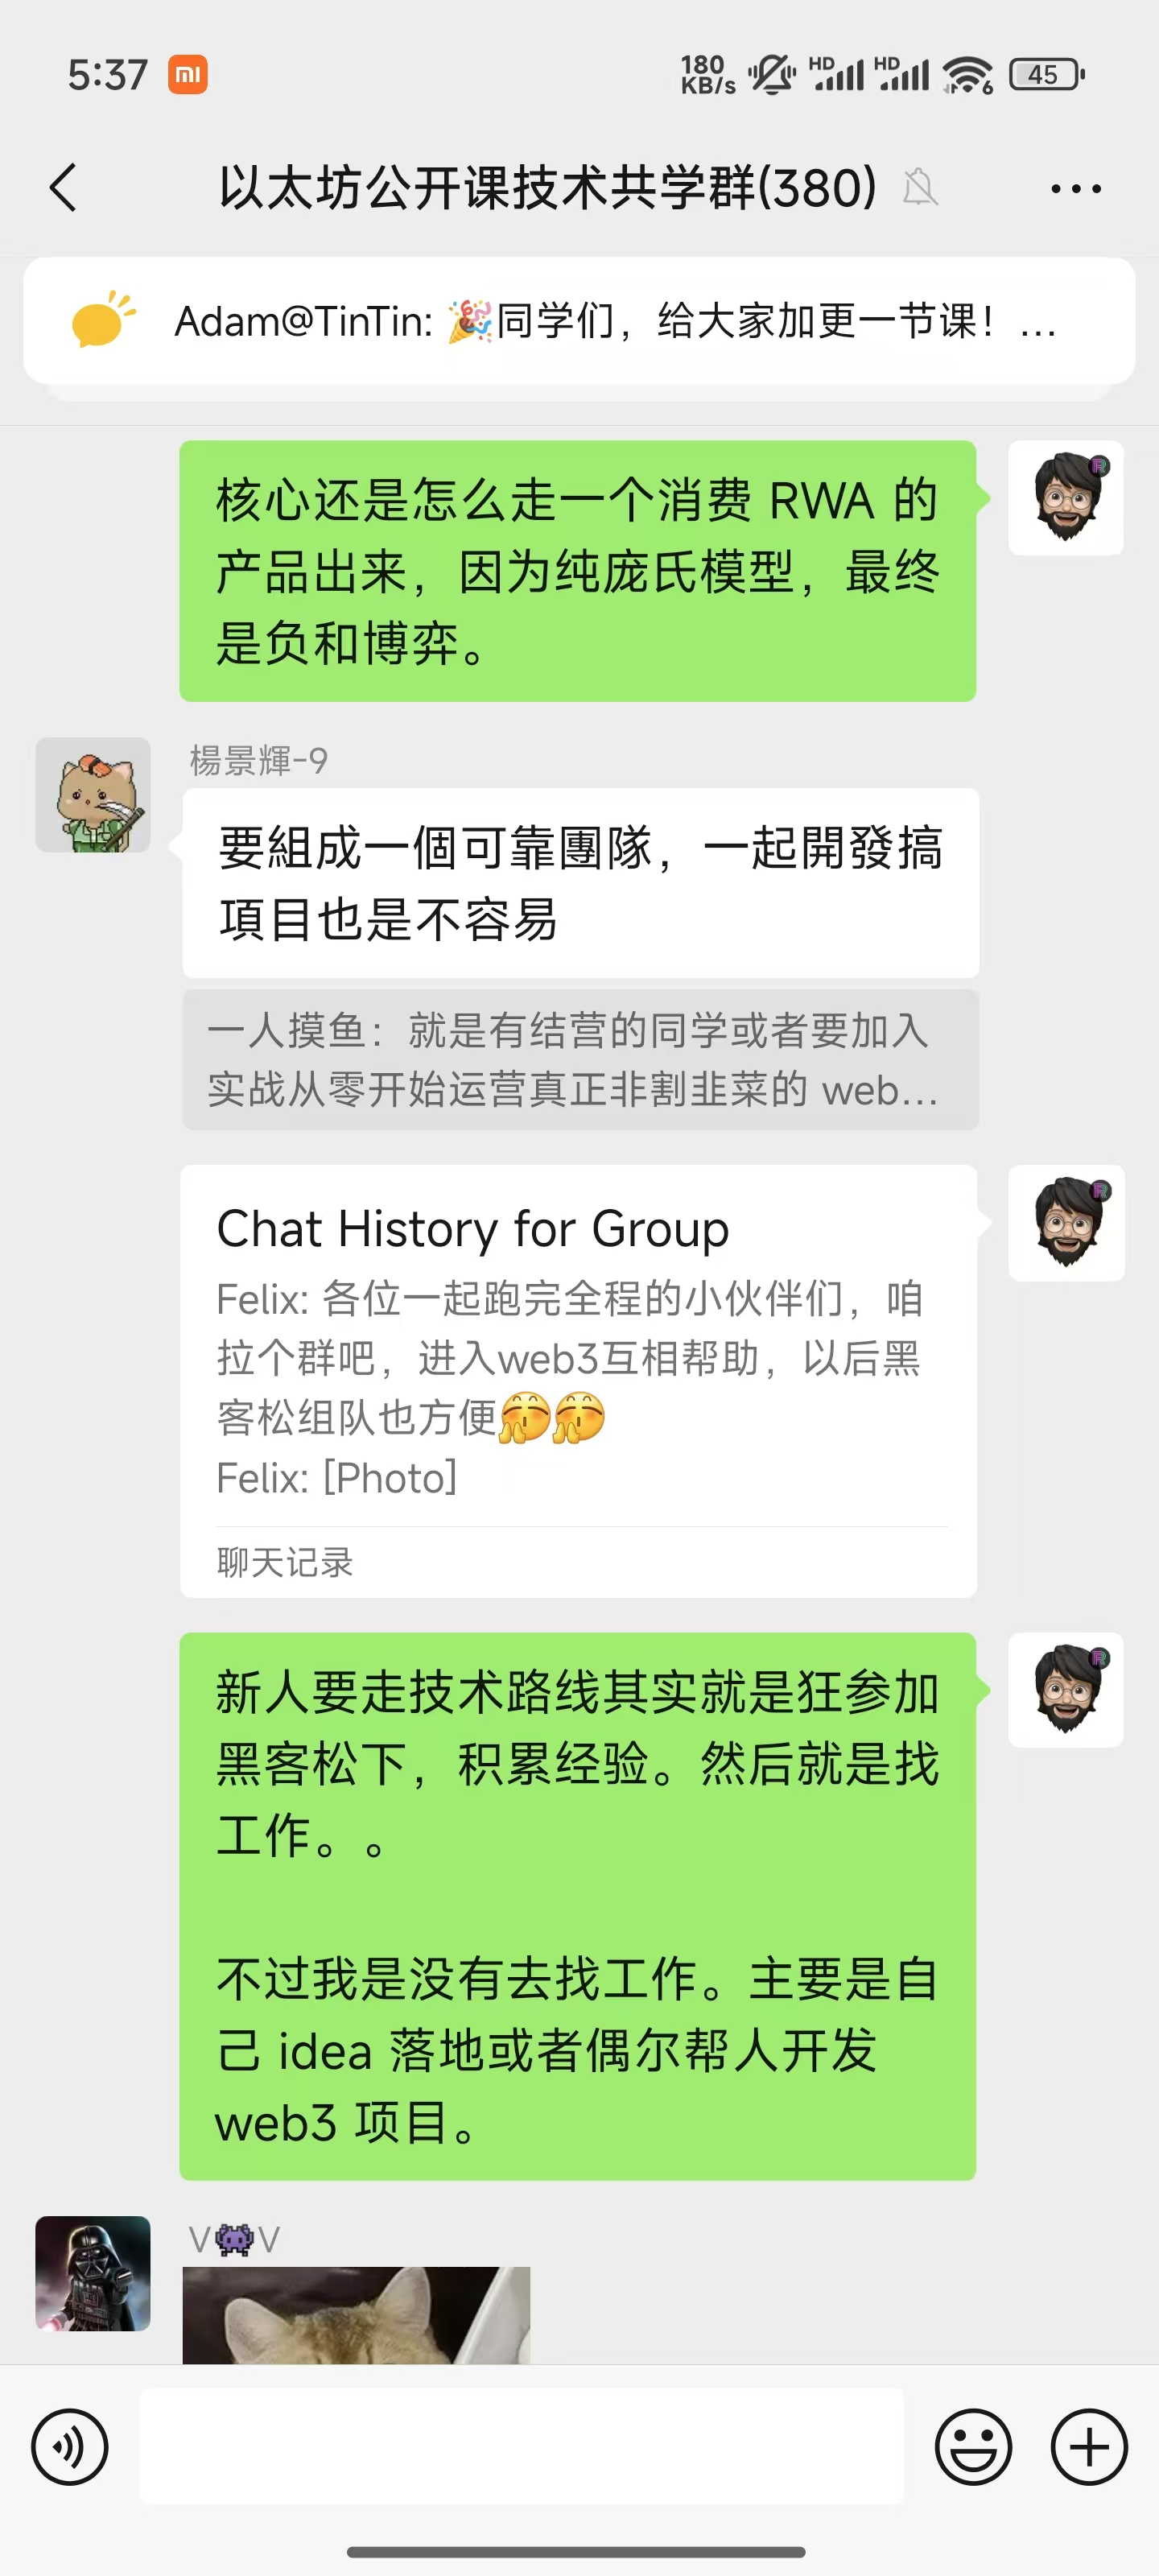 5:37
180
KB/s
HD
HD
6
45
以太坊公开课技术共学群(380)
Adam@TinTin: 🎉同学们，给大家加更一节课！...
核心还是怎么走一个消费 RWA 的
产品出来，因为纯庞氏模型，最终
是负和博弈。
楊景輝-9
要組成一個可靠團隊，一起開發搞
項目也是不容易
一人摸鱼：就是有结营的同学或者要加入
实战从零开始运营真正非割韭菜的 web...
Chat History for Group
Felix: 各位一起跑完全程的小伙伴们，咱
拉个群吧，进入web3互相帮助，以后黑
客松组队也方便🤭🤭
Felix: [Photo]
聊天记录
新人要走技术路线其实就是狂参加
黑客松下，积累经验。然后就是找
工作。。
不过我是没有去找工作。主要是自
己 idea 落地或者偶尔帮人开发
web3 项目。
V👾V